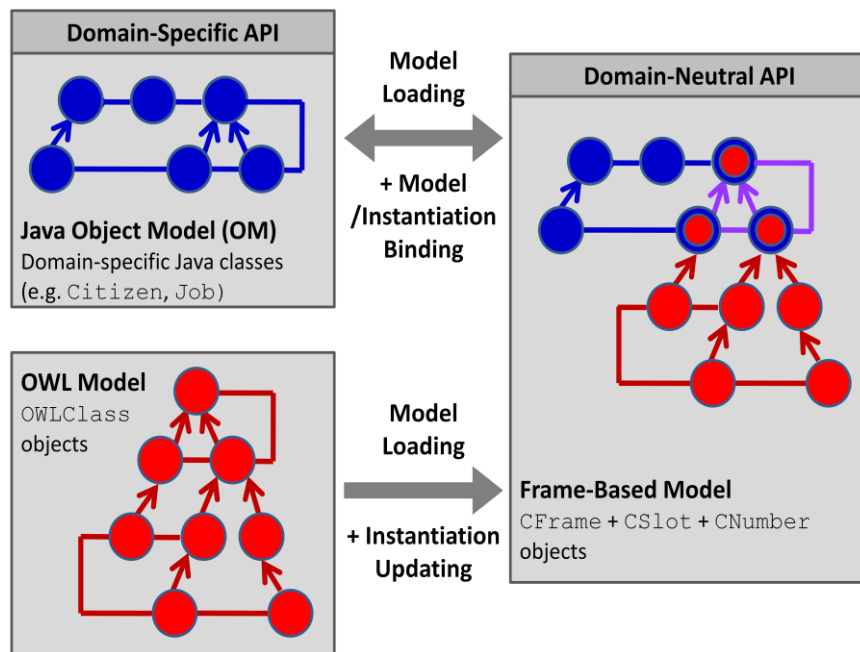 Domain-Specific API
Java Object Model (OM)
Domain-specific Java classes
(e.g. Citizen, Job)
Model
Loading
+ Model
/Instantiation
Binding
Domain-Neutral API
OWL Model
OWLClass
objects
Model
Loading
+ Instantiation
Updating
Frame-Based Model
CFrame + CSlot + CNumber
objects